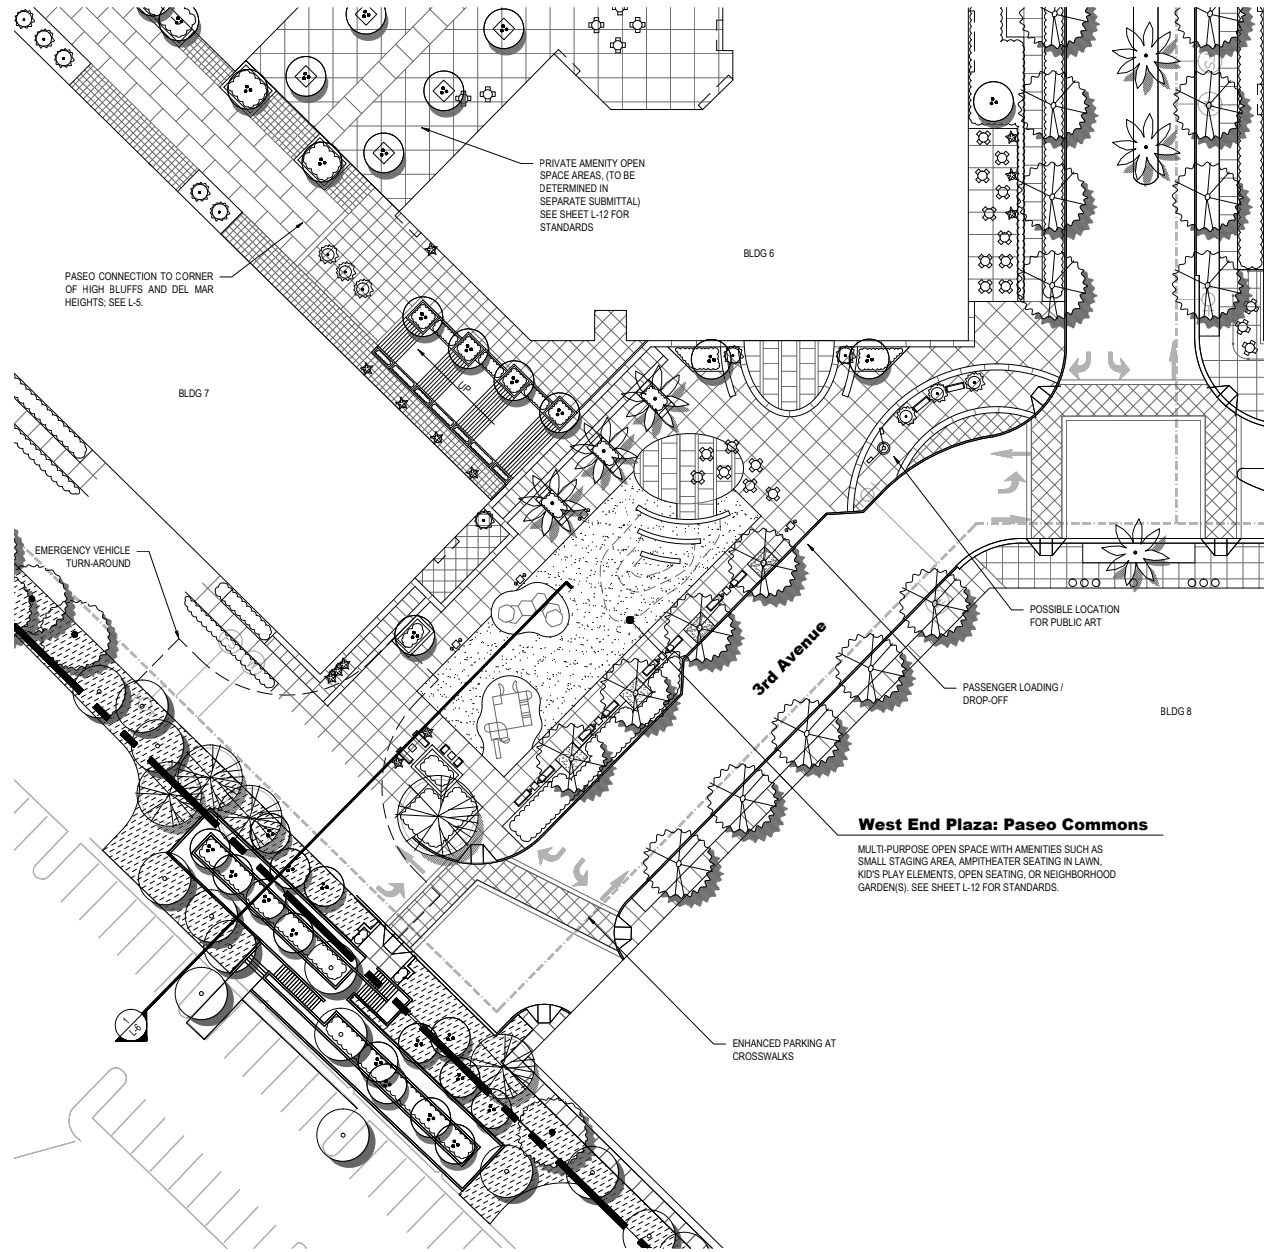 PRIVATE AMENITY OPEN
SPACE AREAS, (TO BE
DETERMINED IN
SEPARATE SUBMITTAL)
SEE SHEET L-12 FOR
STANDARDS
BLDG 6
PASEO CONNECTION TO CORNER
OF HIGH BLUFFS AND DEL MAR
HEIGHTS; SEE L-5.
BLDG 7
UP
EMERGENCY VEHICLE
TURN-AROUND
POSSIBLE LOCATION
FOR PUBLIC ART
3rd Avenue
PASSENGER LOADING /
DROP-OFF
BLDG 8
West End Plaza: Paseo Commons
MULTI-PURPOSE OPEN SPACE WITH AMENITIES SUCH AS
SMALL STAGING AREA, AMPITHEATER SEATING IN LAWN,
KID'S PLAY ELEMENTS, OPEN SEATING, OR NEIGHBORHOOD
GARDEN(S). SEE SHEET L-12 FOR STANDARDS.
1
L-6
ENHANCED PARKING AT
CROSSWALKS